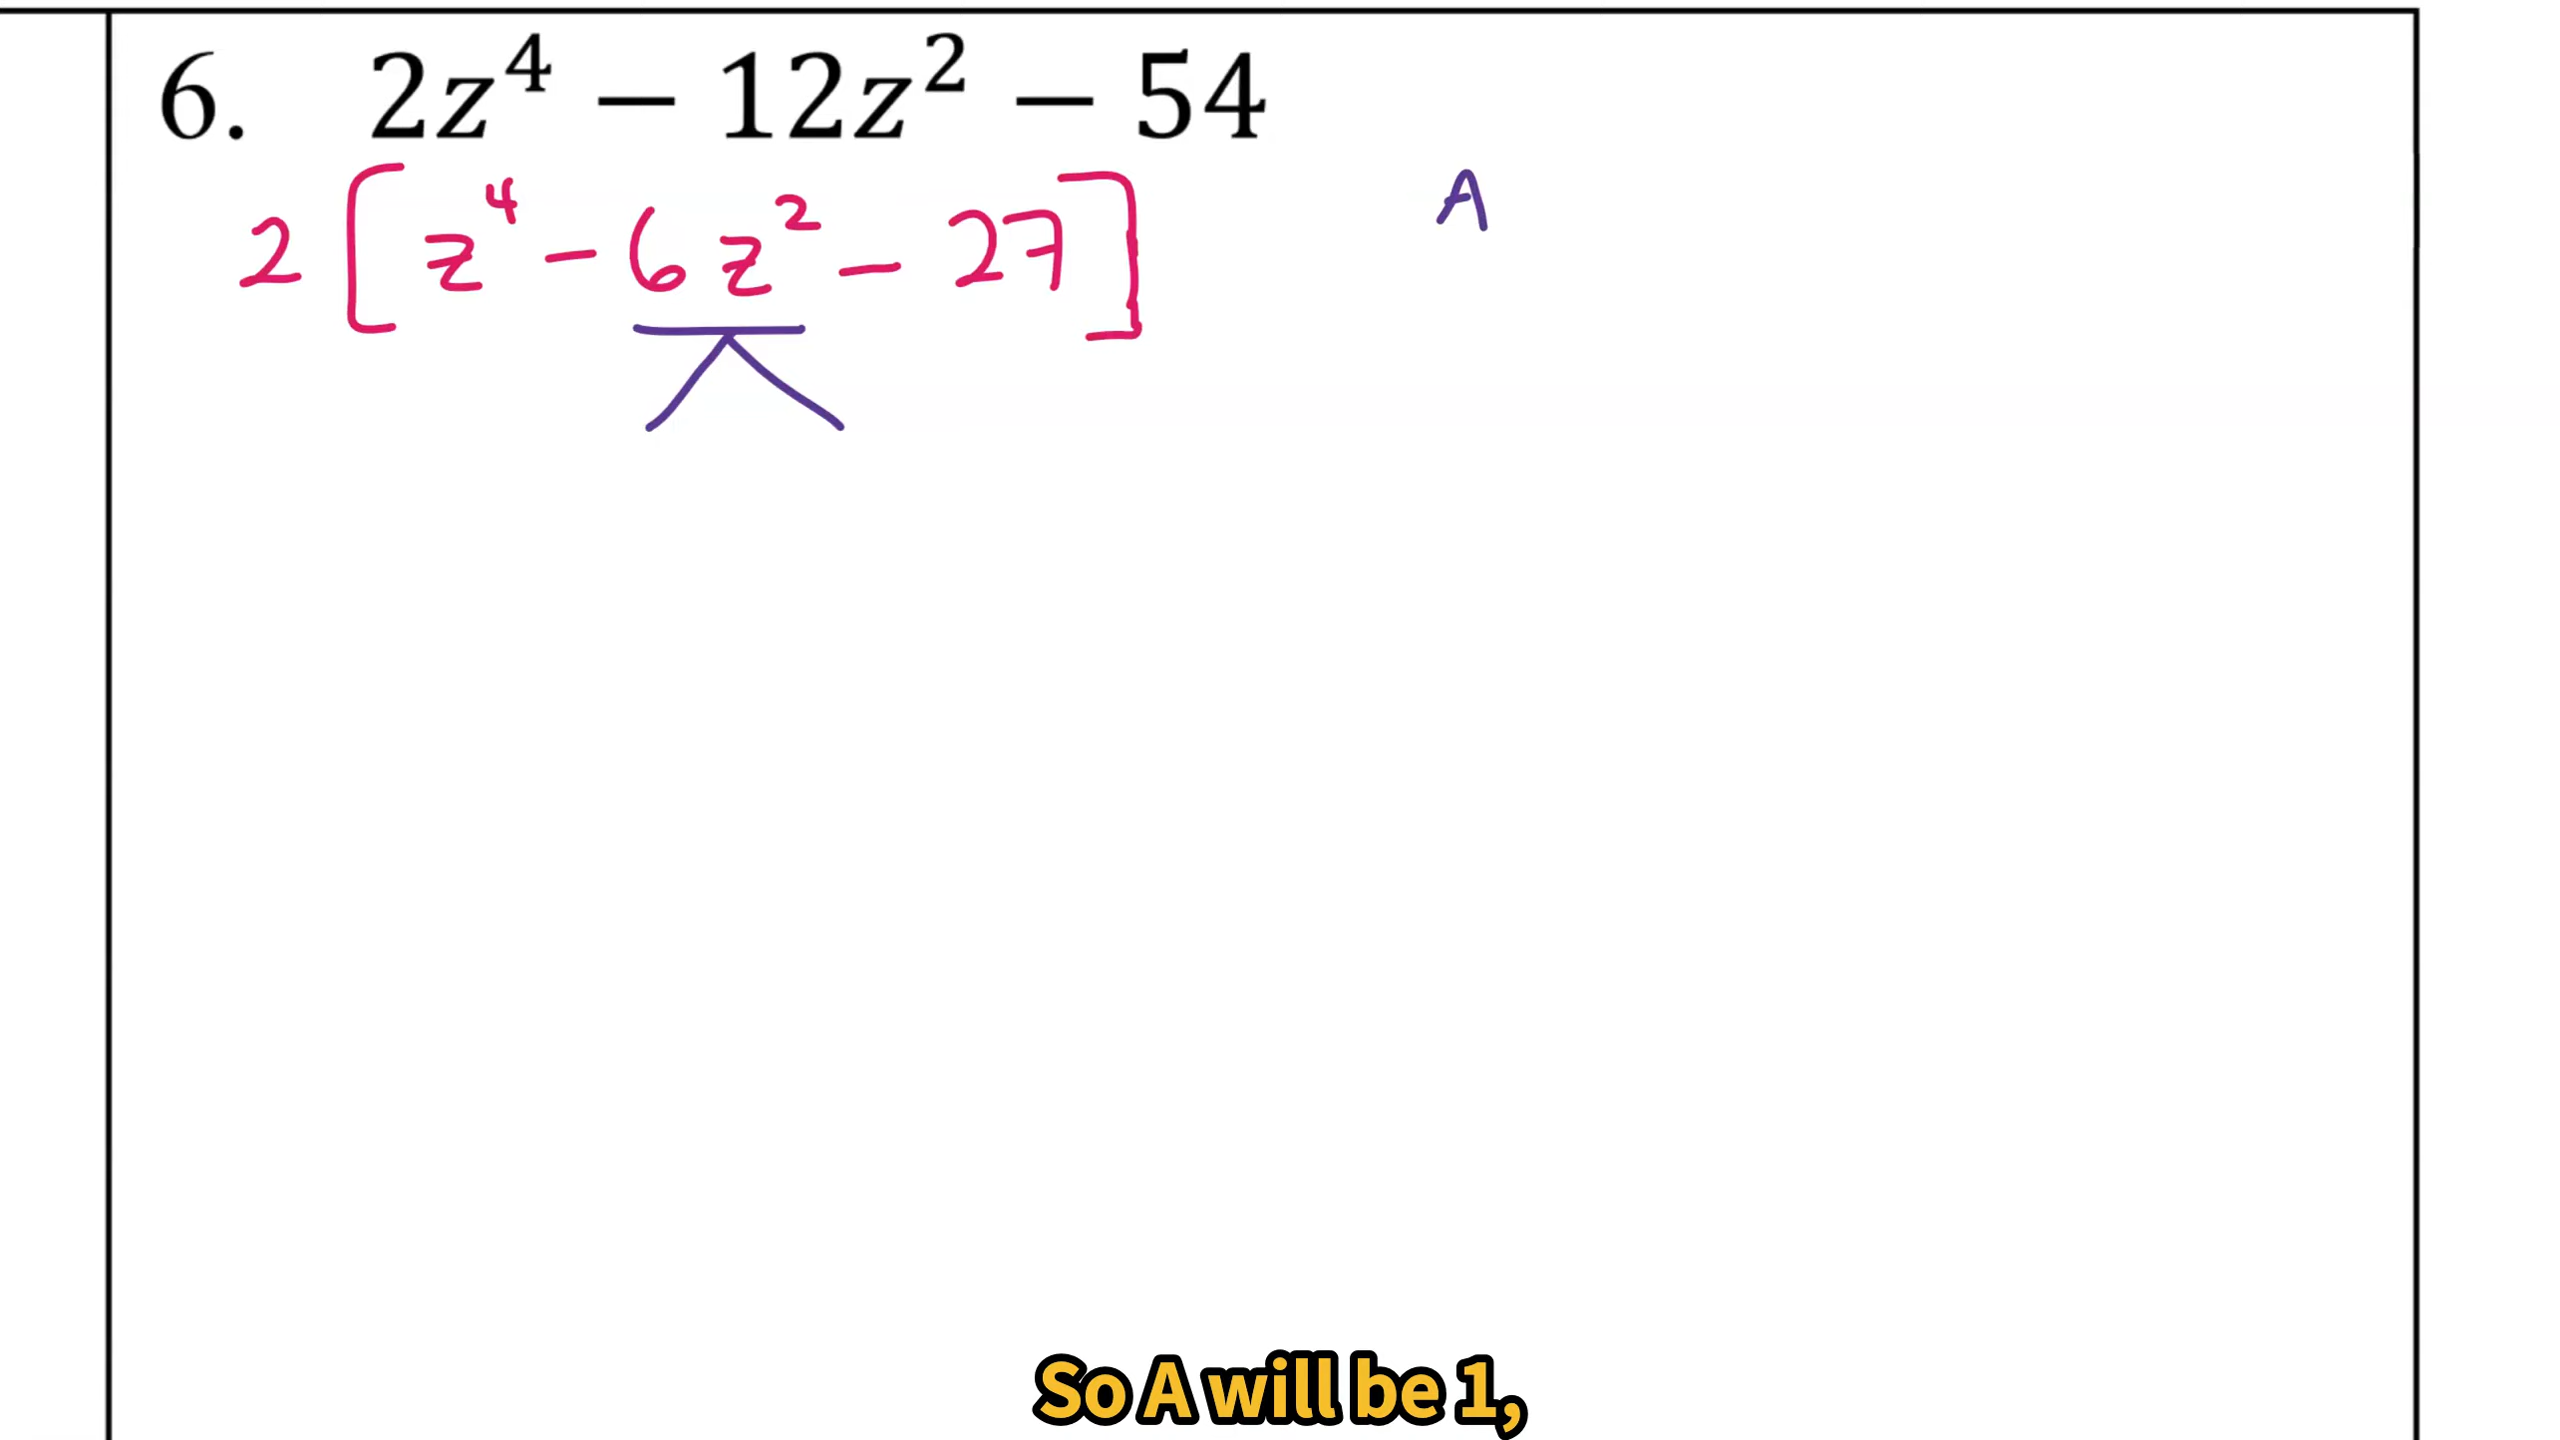 6. 2z⁴ − 12z² − 54
2[z⁴ − 6z² − 27]
A
So A will be 1,